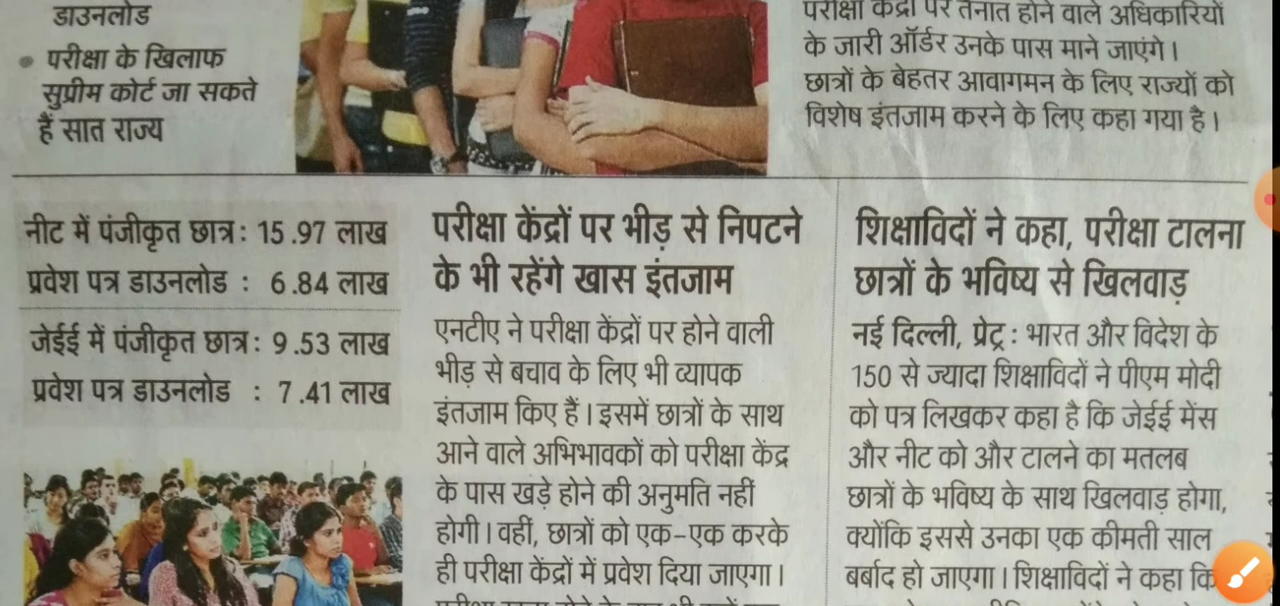 डाउनलोड
• परीक्षा के खिलाफ
सुप्रीम कोर्ट जा सकते
हैं सात राज्य
परीक्षा केंद्रों पर तैनात होने वाले अधिकारियों
के जारी ऑर्डर उनके पास माने जाएंगे।
छात्रों के बेहतर आवागमन के लिए राज्यों को
विशेष इंतजाम करने के लिए कहा गया है।
नीट में पंजीकृत छात्र: 15.97 लाख
प्रवेश पत्र डाउनलोड : 6.84 लाख
जेईई में पंजीकृत छात्र: 9.53 लाख
प्रवेश पत्र डाउनलोड : 7.41 लाख
परीक्षा केंद्रों पर भीड़ से निपटने
के भी रहेंगे खास इंतजाम
एनटीए ने परीक्षा केंद्रों पर होने वाली
भीड़ से बचाव के लिए भी व्यापक
इंतजाम किए हैं। इसमें छात्रों के साथ
आने वाले अभिभावकों को परीक्षा केंद्र
के पास खड़े होने की अनुमति नहीं
होगी। वहीं, छात्रों को एक-एक करके
ही परीक्षा केंद्रों में प्रवेश दिया जाएगा।
शिक्षाविदों ने कहा, परीक्षा टालना
छात्रों के भविष्य से खिलवाड़
नई दिल्ली, प्रेट्र : भारत और विदेश के
150 से ज्यादा शिक्षाविदों ने पीएम मोदी
को पत्र लिखकर कहा है कि जेईई मेंस
और नीट को और टालने का मतलब
छात्रों के भविष्य के साथ खिलवाड़ होगा,
क्योंकि इससे उनका एक कीमती साल
बर्बाद हो जाएगा। शिक्षाविदों ने कहा कि